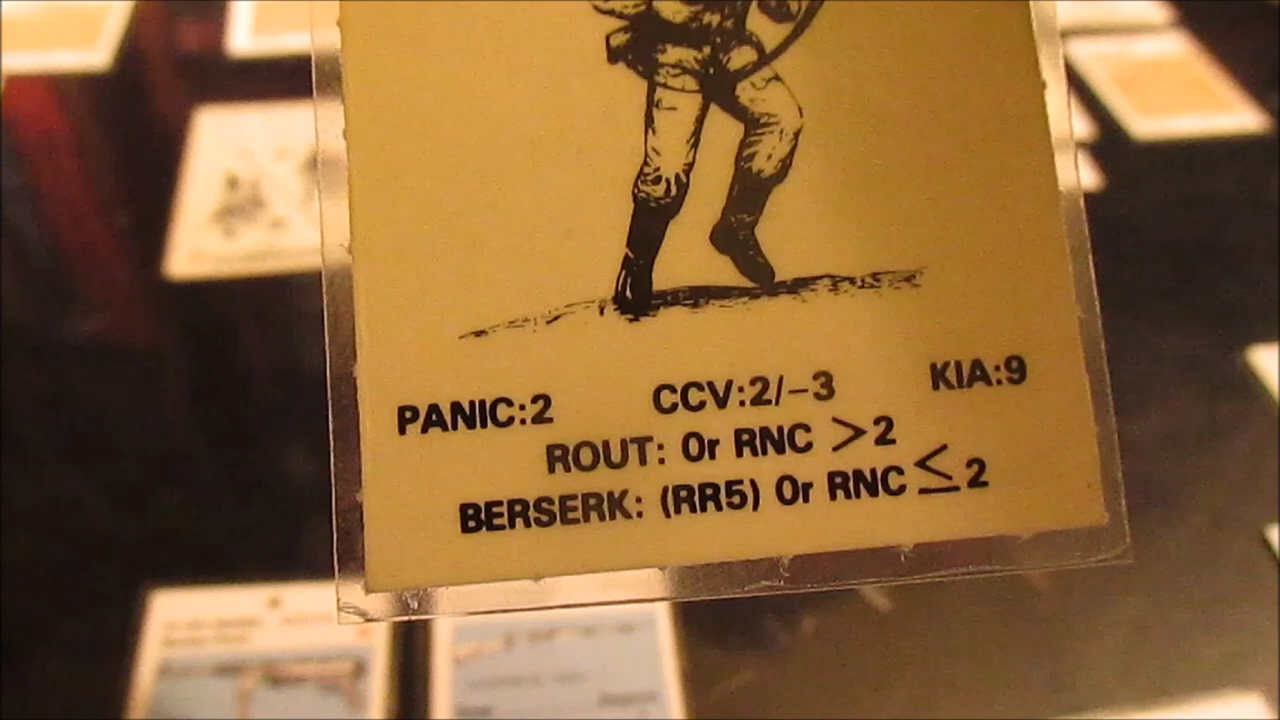 PANIC:2 CCV:2/−3 KIA:9
ROUT: Or RNC >2
BERSERK: (RR5) Or RNC ≤2